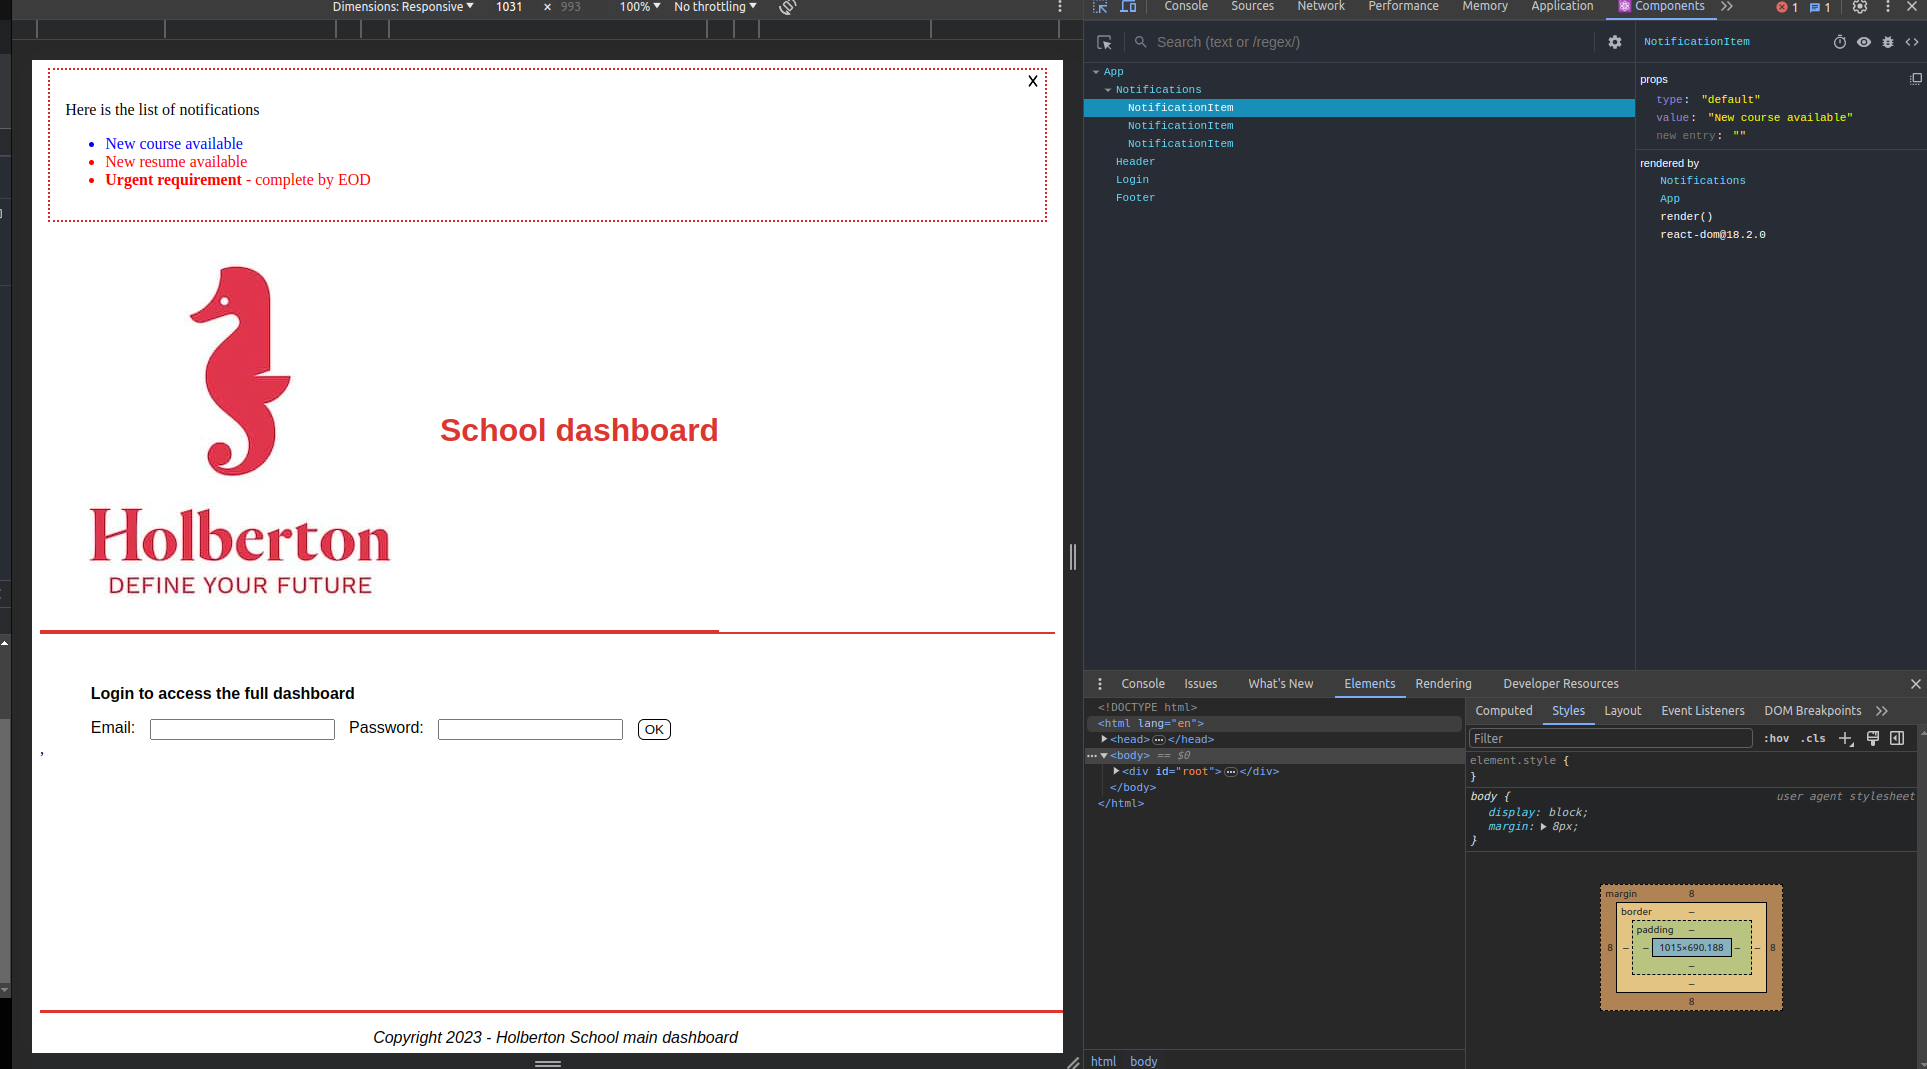 Dimensions: Responsive ▼ 1031 × 993 100% ▼ No throttling ▼
Console Sources Network Performance Memory Application Components 1 1
Search (text or /regex/)
App
Notifications
NotificationItem
NotificationItem
NotificationItem
Header
Login
Footer
NotificationItem
props
type: "default"
value: "New course available"
new entry: ""
rendered by
Notifications
App
render()
react-dom@18.2.0
X
Here is the list of notifications
New course available
New resume available
Urgent requirement - complete by EOD
School dashboard
Holberton
DEFINE YOUR FUTURE
Login to access the full dashboard
Email: Password: OK
,
Copyright 2023 - Holberton School main dashboard
Console Issues What's New Elements Rendering Developer Resources
<!DOCTYPE html>
<html lang="en">
<head>…</head>
<body> == $0
<div id="root">…</div>
</body>
</html>
html body
Computed Styles Layout Event Listeners DOM Breakpoints
Filter :hov .cls
element.style {
}
body { user agent stylesheet
display: block;
margin: 8px;
}
margin 8
border –
padding –
8 – – 1015×690.188 – – 8
–
–
8